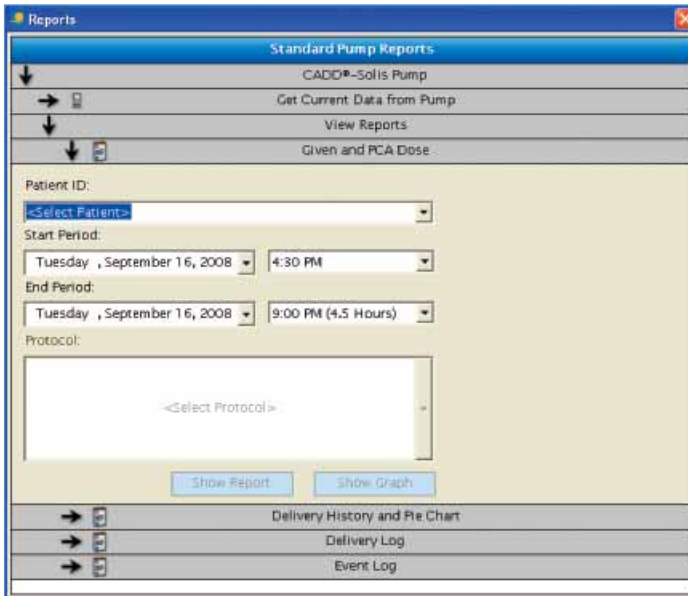 Reports
Standard Pump Reports
CADD®-Solis Pump
Get Current Data from Pump
View Reports
Given and PCA Dose
Patient ID:
<Select Patient>
Start Period:
Tuesday , September 16, 2008 4:30 PM
End Period:
Tuesday , September 16, 2008 9:00 PM (4.5 Hours)
Protocol:
<Select Protocol>
Show Report Show Graph
Delivery History and Pie Chart
Delivery Log
Event Log